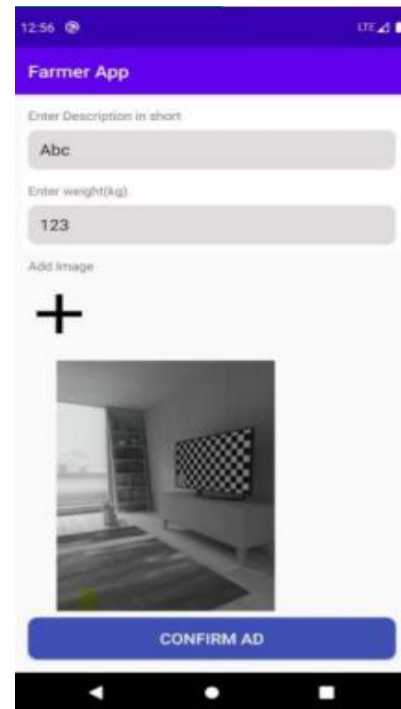 12:56 LTE
Farmer App
Enter Description in short
Abc
Enter weight(kg)
123
Add Image
CONFIRM AD